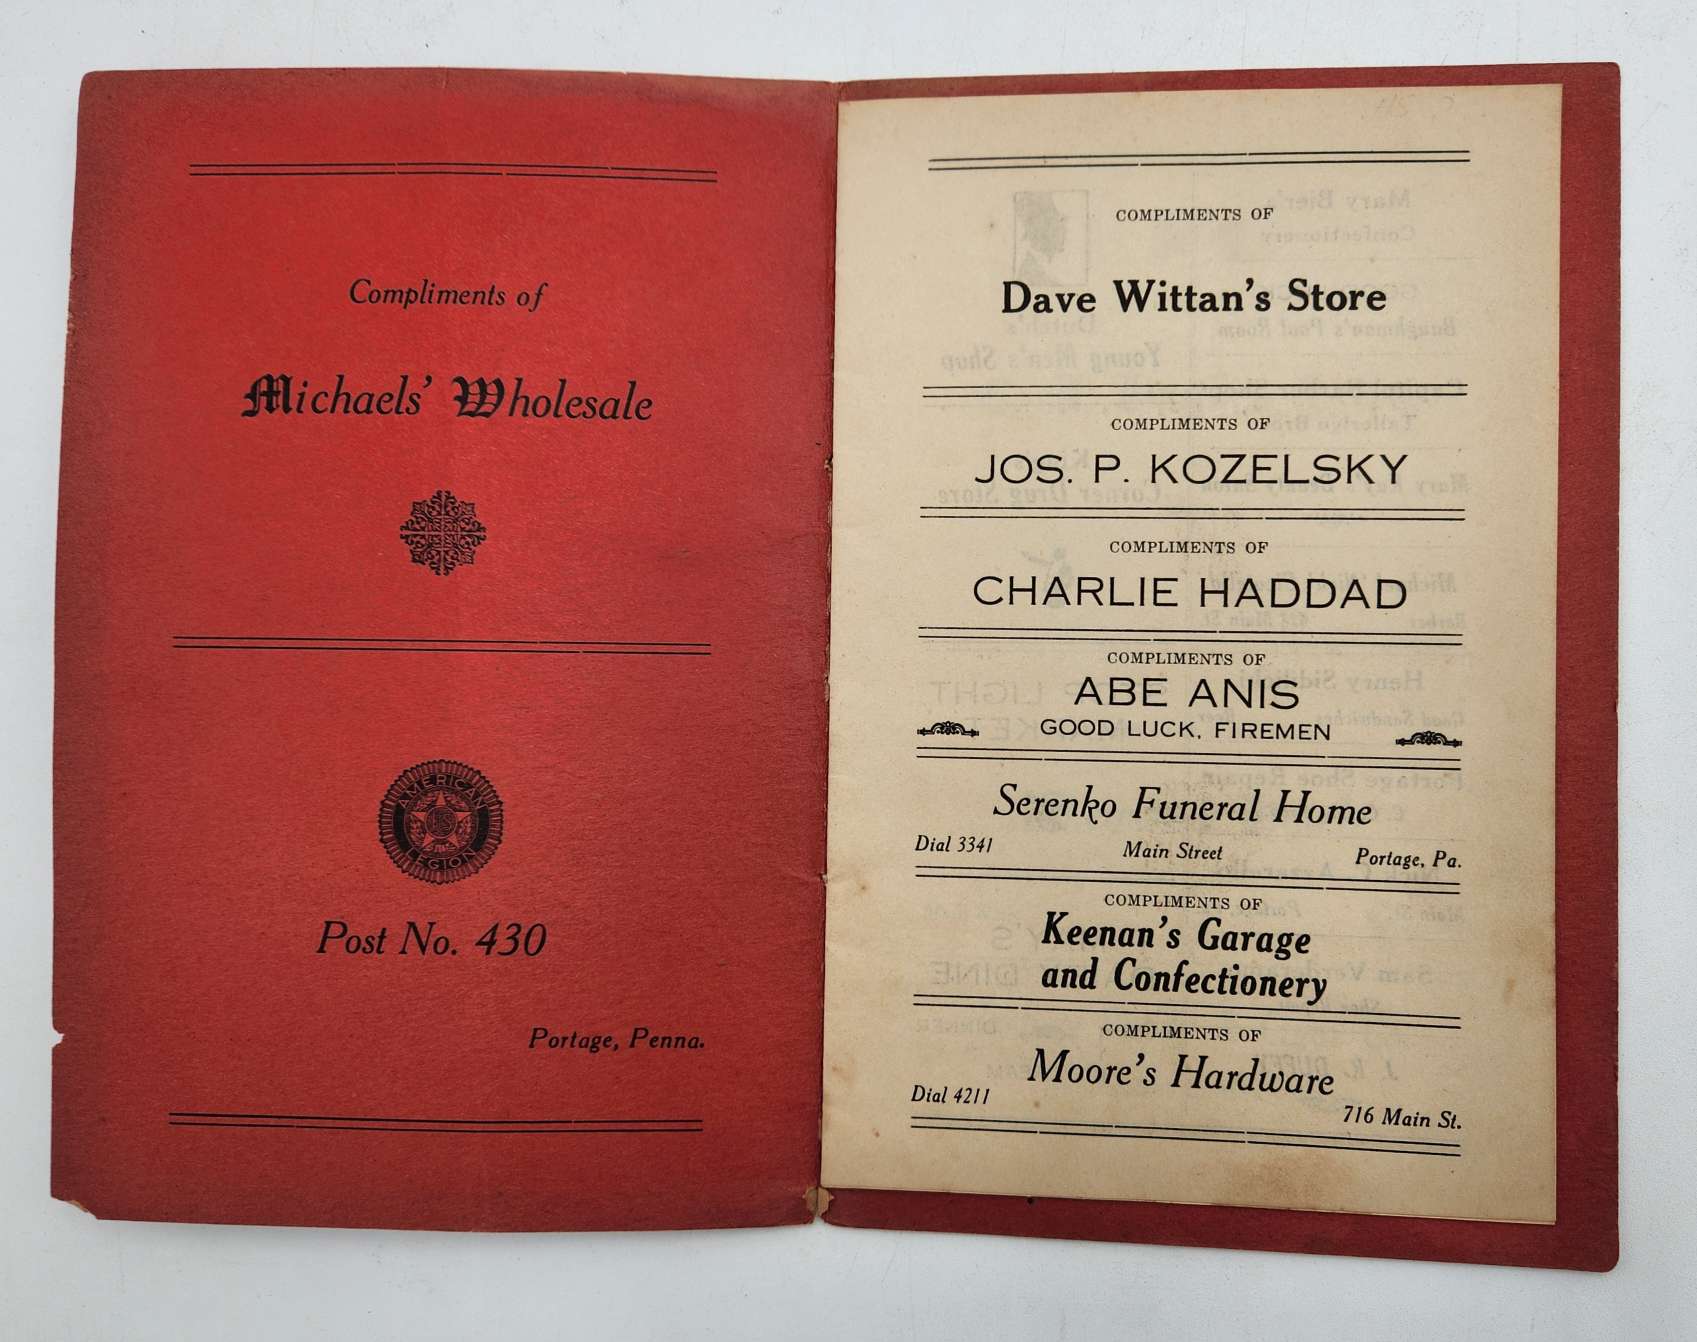 Compliments of
Michaels' Wholesale
AMERICAN
LEGION
Post No. 430
Portage, Penna.
COMPLIMENTS OF
Dave Wittan's Store
COMPLIMENTS OF
JOS. P. KOZELSKY
COMPLIMENTS OF
CHARLIE HADDAD
COMPLIMENTS OF
ABE ANIS
GOOD LUCK, FIREMEN
Serenko Funeral Home
Dial 3341 Main Street Portage, Pa.
COMPLIMENTS OF
Keenan's Garage
and Confectionery
COMPLIMENTS OF
Moore's Hardware
Dial 4211 716 Main St.